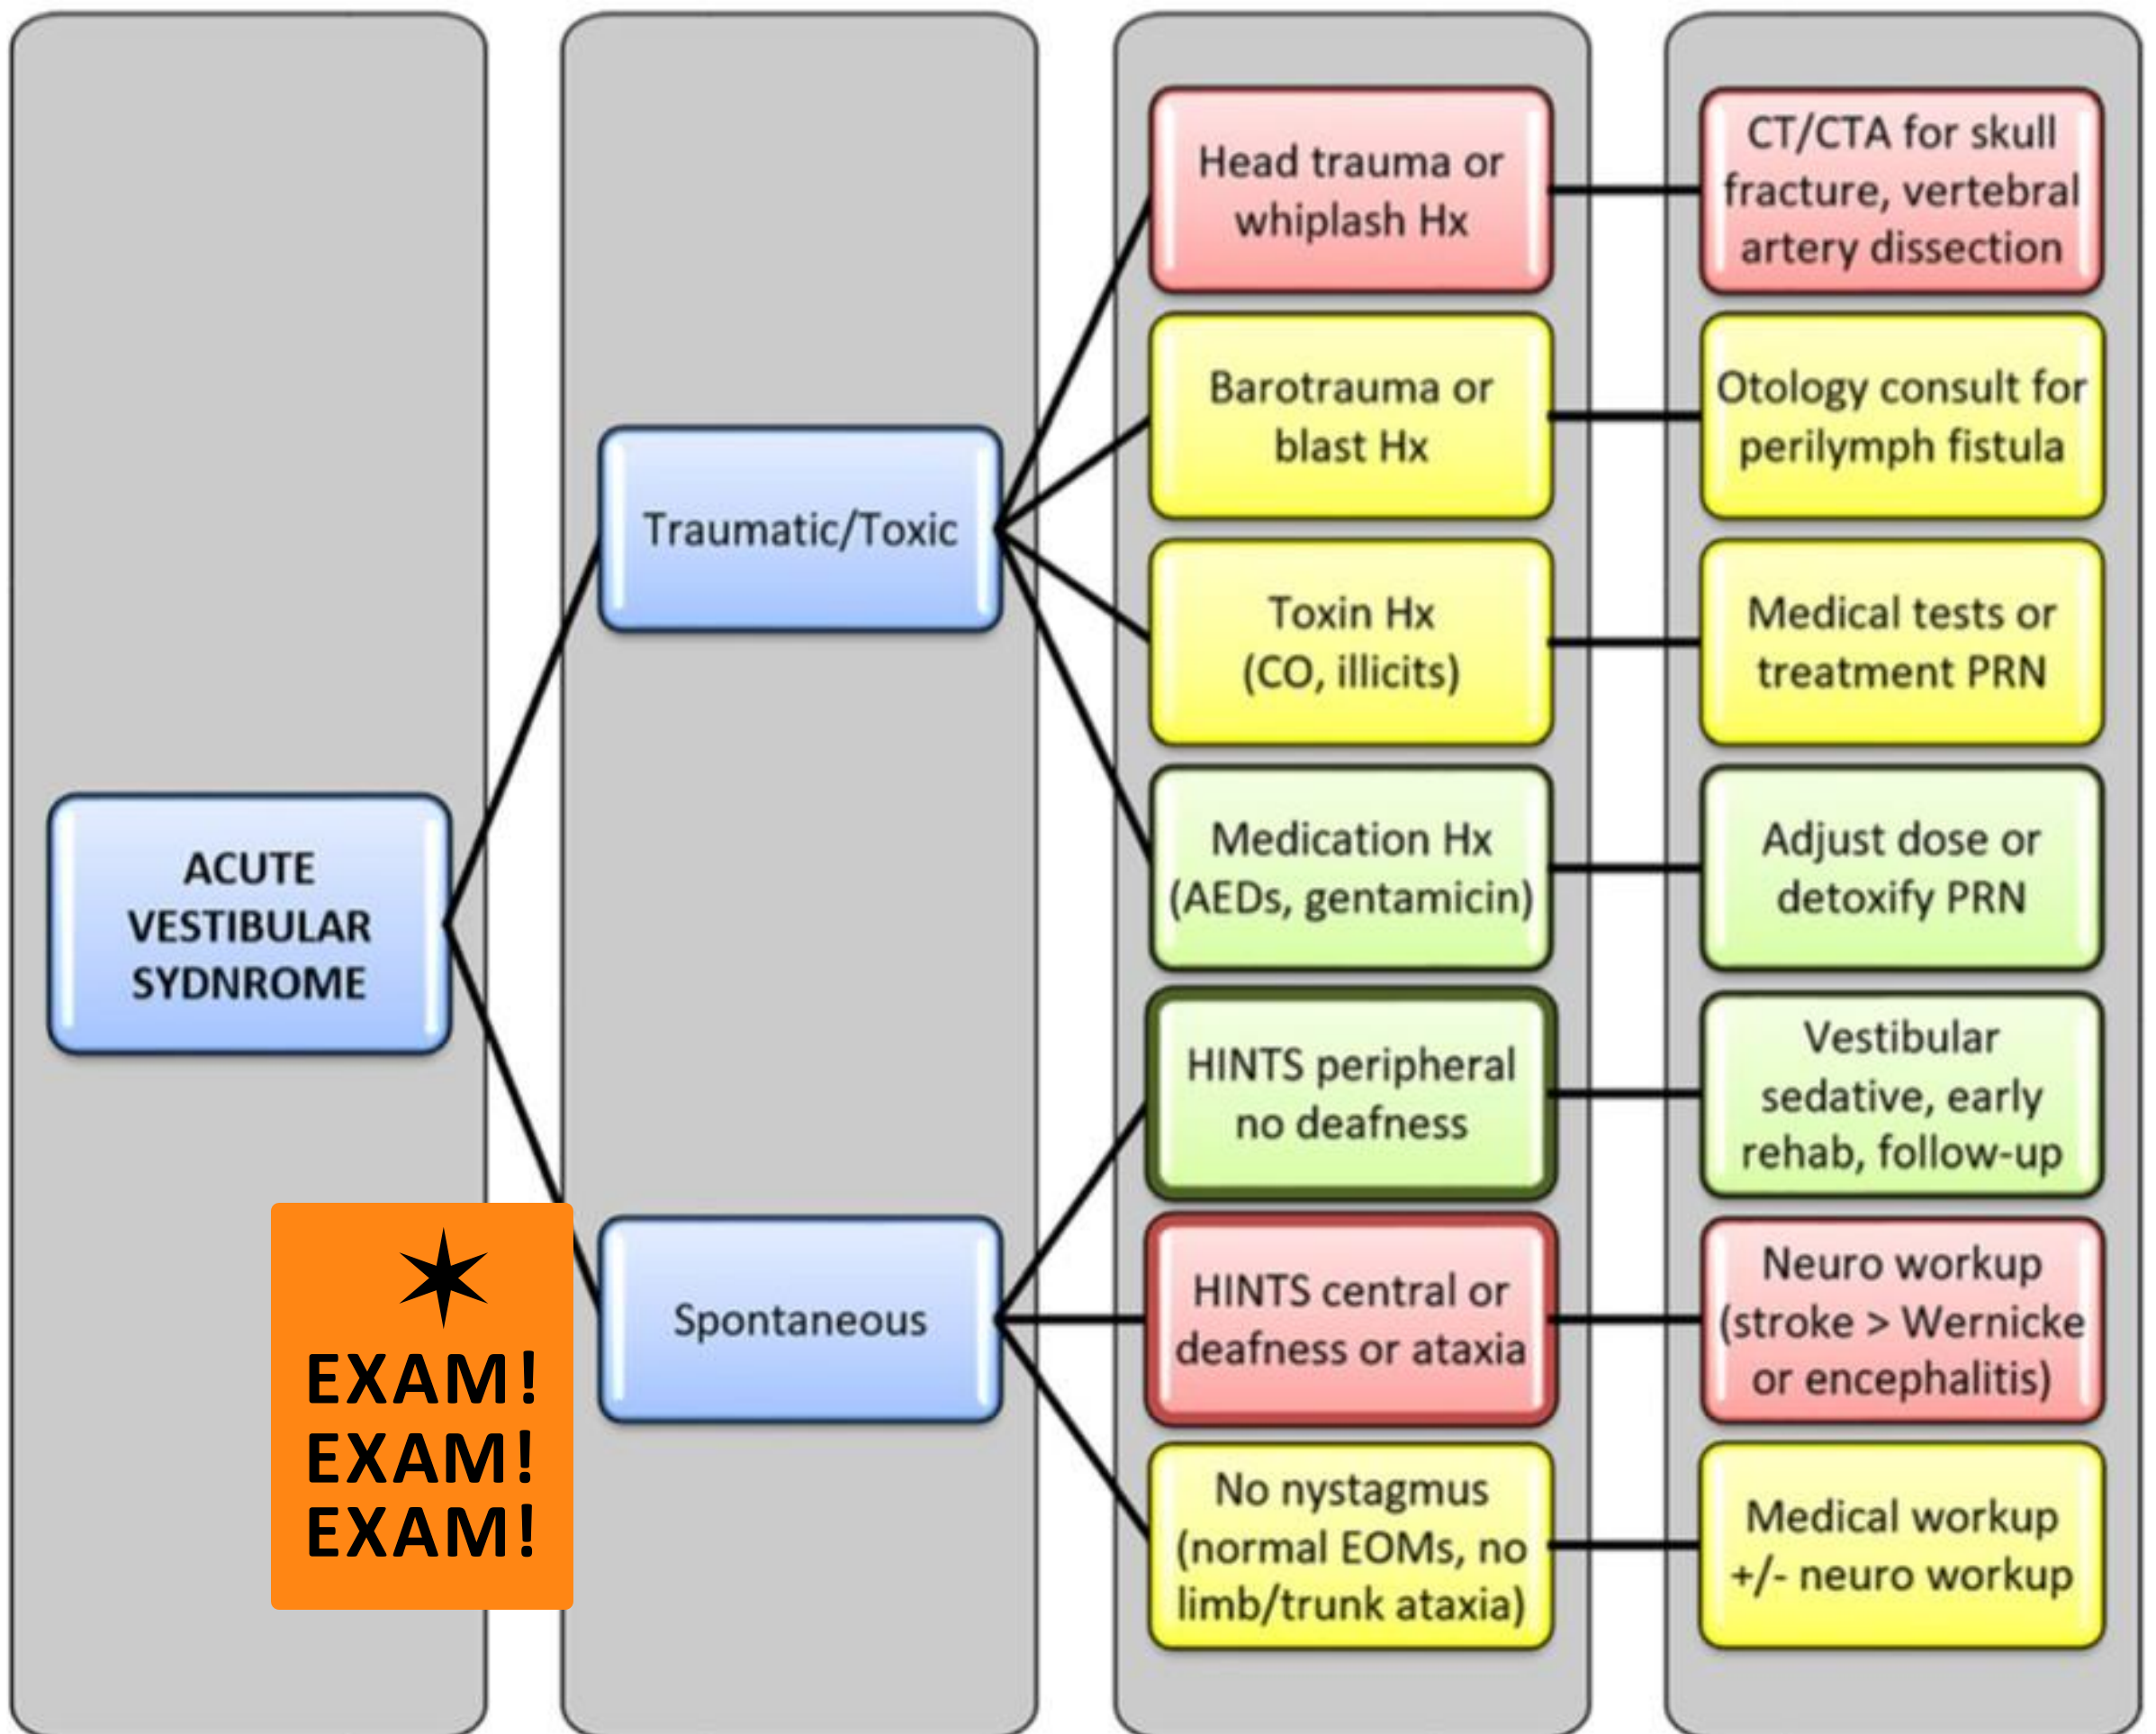 ACUTE
VESTIBULAR
SYDNROME
Traumatic/Toxic
Spontaneous
EXAM!
EXAM!
EXAM!
Head trauma or
whiplash Hx
CT/CTA for skull
fracture, vertebral
artery dissection
Barotrauma or
blast Hx
Otology consult for
perilymph fistula
Toxin Hx
(CO, illicits)
Medical tests or
treatment PRN
Medication Hx
(AEDs, gentamicin)
Adjust dose or
detoxify PRN
HINTS peripheral
no deafness
Vestibular
sedative, early
rehab, follow-up
HINTS central or
deafness or ataxia
Neuro workup
(stroke > Wernicke
or encephalitis)
No nystagmus
(normal EOMs, no
limb/trunk ataxia)
Medical workup
+/- neuro workup